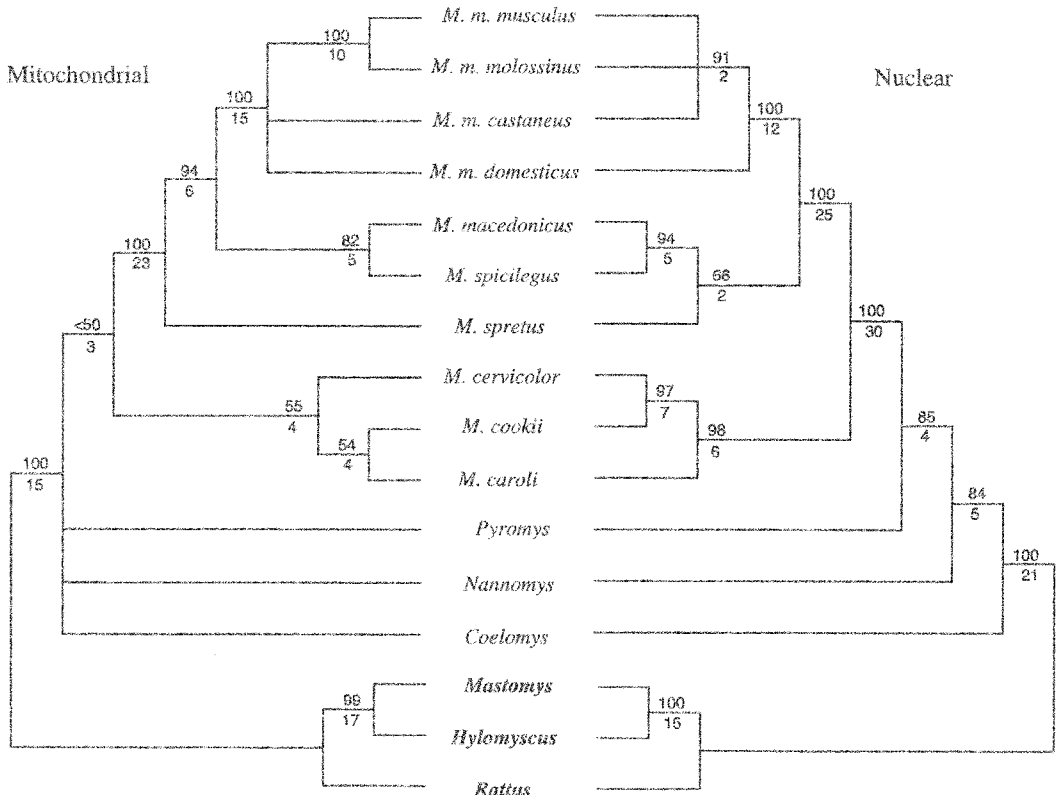 M. m. musculus
100
10
M. m. molossinus
91
2
Mitochondrial
Nuclear
100
15
M. m. castaneus
100
12
94
6
M. m. domesticus
100
25
M. macedonicus
82
5
94
5
100
23
M. spicilegus
56
2
M. spretus
<50
3
100
30
M. cervicolor
97
7
55
4
M. cookii
98
6
85
4
54
4
M. caroli
100
15
84
5
Pyromys
100
21
Nannomys
Coelomys
Mastomys
99
17
100
15
Hylomyscus
Rattus